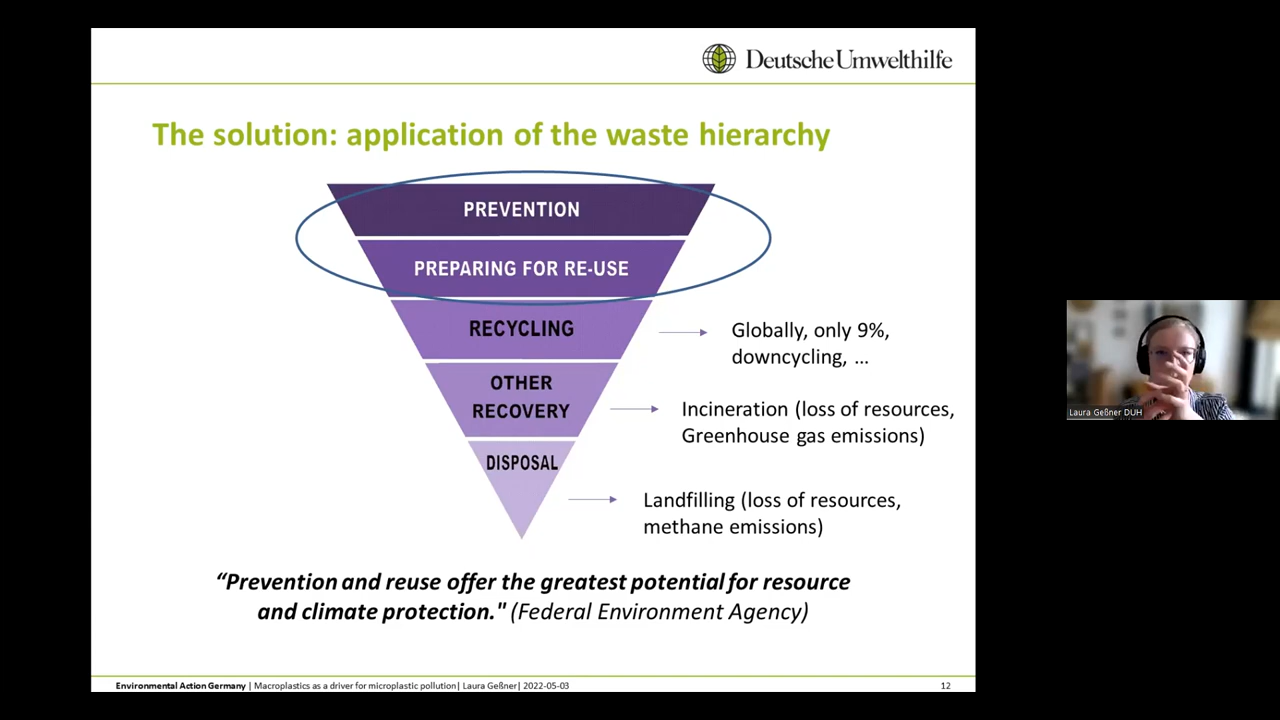 Deutsche Umwelthilfe
The solution: application of the waste hierarchy
PREVENTION
PREPARING FOR RE-USE
RECYCLING
Globally, only 9%,
downcycling, ...
OTHER
RECOVERY
Incineration (loss of resources,
Greenhouse gas emissions)
DISPOSAL
Landfilling (loss of resources,
methane emissions)
“Prevention and reuse offer the greatest potential for resource
and climate protection." (Federal Environment Agency)
Environmental Action Germany | Macroplastics as a driver for microplastic pollution| Laura Geßner| 2022-05-03
12
Laura Geßner DUH